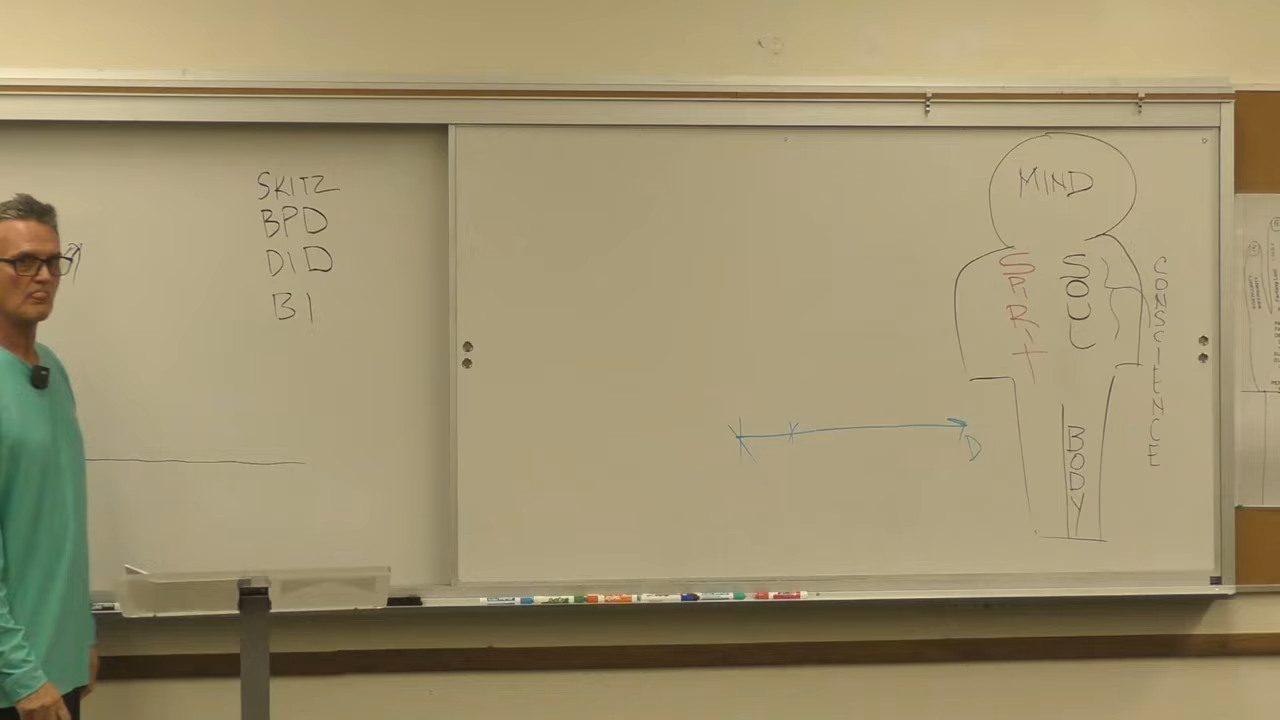 SKITZ
BPD
DID
BI
MIND
SPIRIT
SOUL
CONSCIENCE
BODY
D